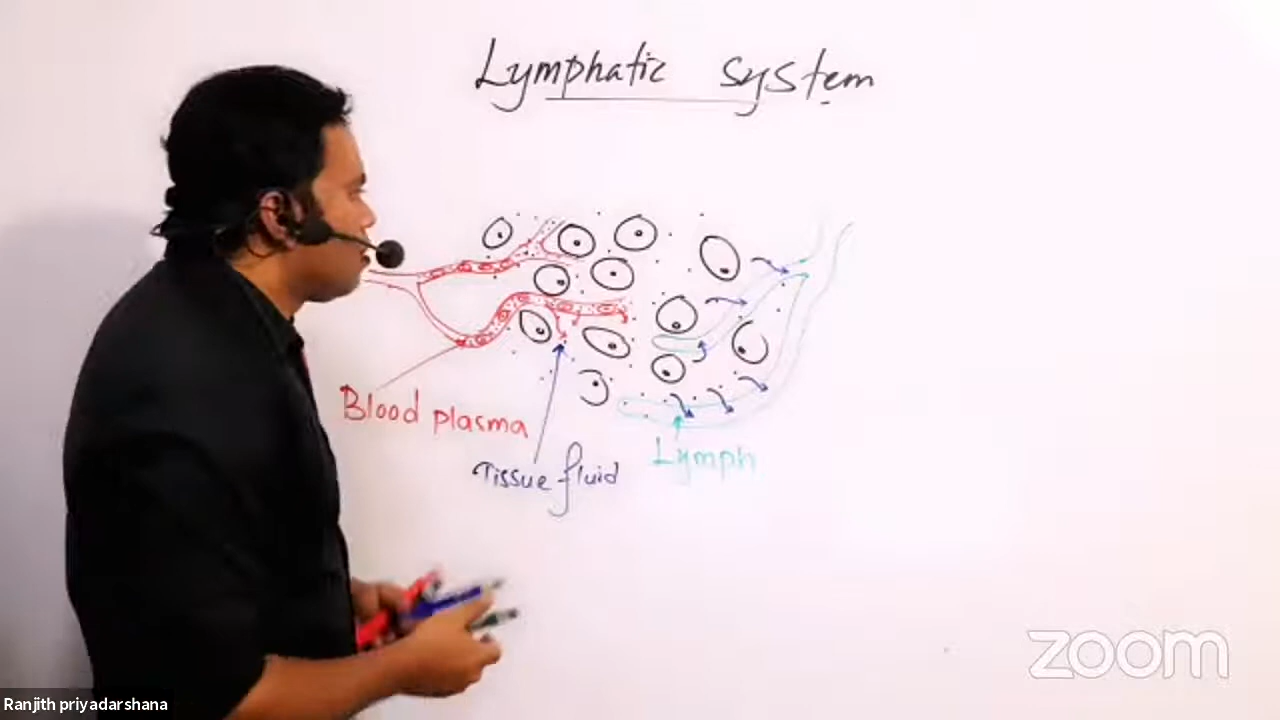 Lymphatic system
Blood plasma
Tissue fluid
Lymph
zoom
Ranjith priyadarshana